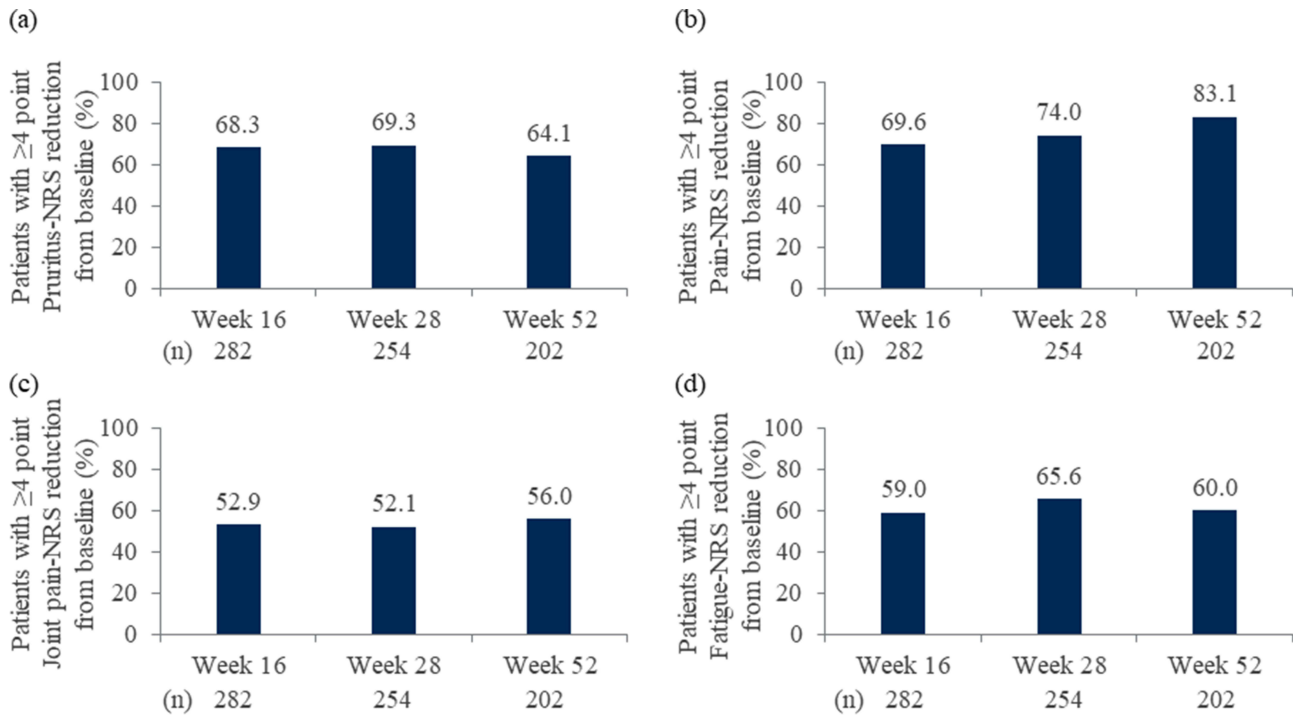 (a)
Patients with ≥4 point
Pruritus-NRS reduction
from baseline (%)
100
80
60
40
20
0
68.3
69.3
64.1
Week 16
Week 28
Week 52
(n)
282
254
202
(b)
Patients with ≥4 point
Pain-NRS reduction
from baseline (%)
100
80
60
40
20
0
69.6
74.0
83.1
Week 16
Week 28
Week 52
(n)
282
254
202
(c)
Patients with ≥4 point
Joint pain-NRS reduction
from baseline (%)
100
80
60
40
20
0
52.9
52.1
56.0
Week 16
Week 28
Week 52
(n)
282
254
202
(d)
Patients with ≥4 point
Fatigue-NRS reduction
from baseline (%)
100
80
60
40
20
0
59.0
65.6
60.0
Week 16
Week 28
Week 52
(n)
282
254
202